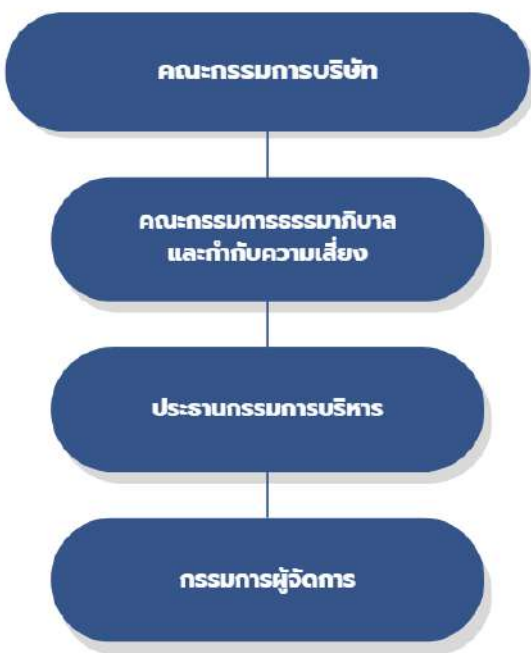 คณะกรรมการบริษัท
คณะกรรมการธรรมาภิบาล
และกำกับความเสี่ยง
ประธานกรรมการบริหาร
กรรมการผู้จัดการ